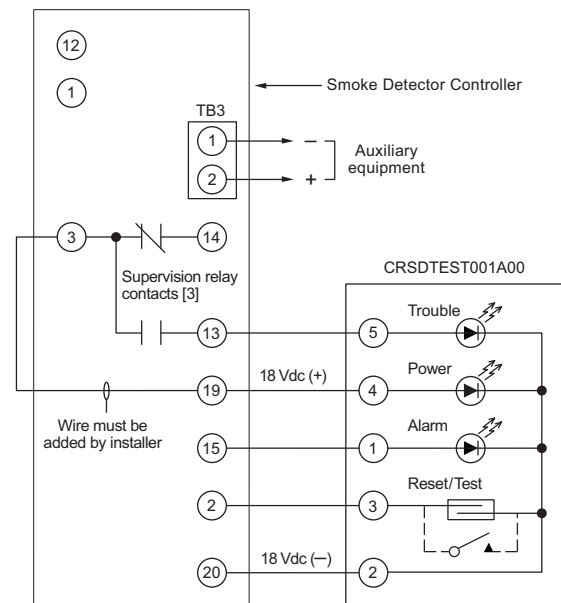 12
1
Smoke Detector Controller
TB3
1
−
2
+
Auxiliary
equipment
3
14
Supervision relay
contacts [3]
CRSDTEST001A00
13
5
Trouble
19
18 Vdc (+)
4
Power
Wire must be
added by installer
15
1
Alarm
2
3
Reset/Test
20
18 Vdc (−)
2